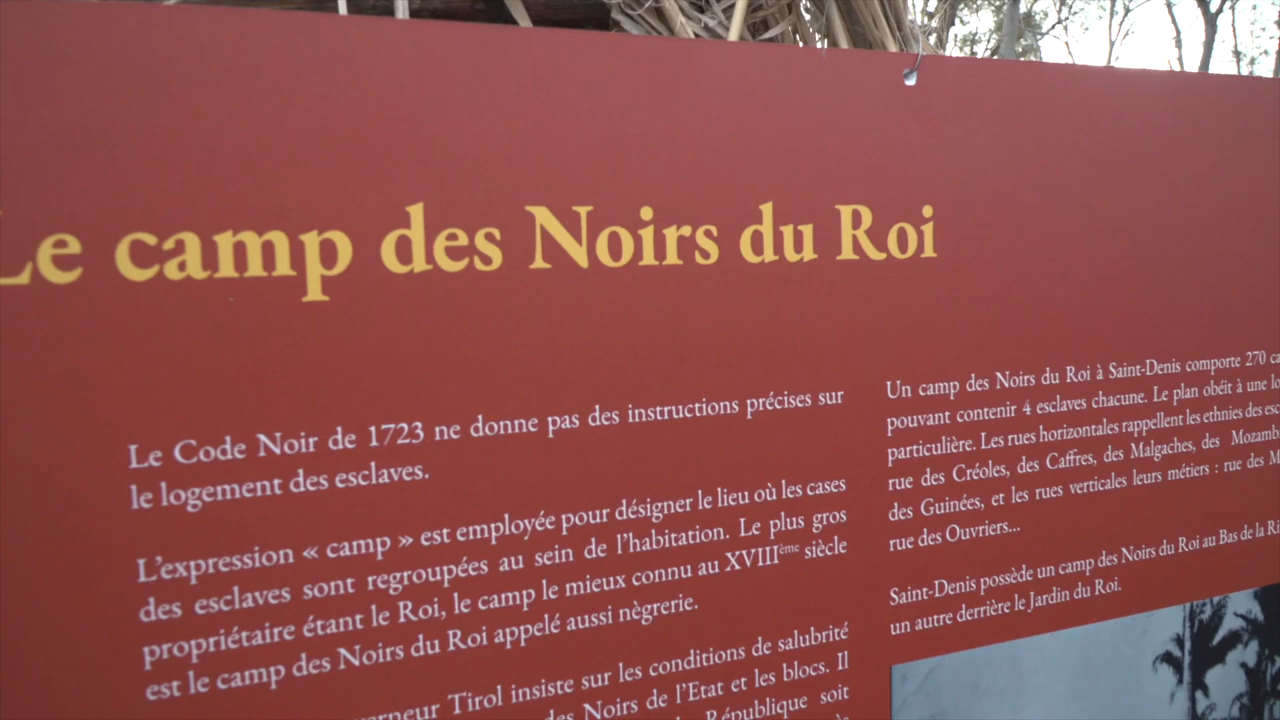 Le camp des Noirs du Roi
Le Code Noir de 1723 ne donne pas des instructions précises sur
le logement des esclaves.
L'expression « camp » est employée pour désigner le lieu où les cases
des esclaves sont regroupées au sein de l'habitation. Le plus gros
propriétaire étant le Roi, le camp le mieux connu au XVIIIème siècle
est le camp des Noirs du Roi appelé aussi nègrerie.
Tirol insiste sur les conditions de salubrité
des Noirs de l'Etat et les blocs. Il
République soit
Un camp des Noirs du Roi à Saint-Denis comporte 270
pouvant contenir 4 esclaves chacune. Le plan obéit à une
particulière. Les rues horizontales rappellent les ethnies des
rue des Créoles, des Caffres, des Malgaches, des
des Guinées, et les rues verticales leurs métiers : rue des
rue des Ouvriers...
Saint-Denis possède un camp des Noirs du Roi au Bas de la
un autre derrière le Jardin du Roi.